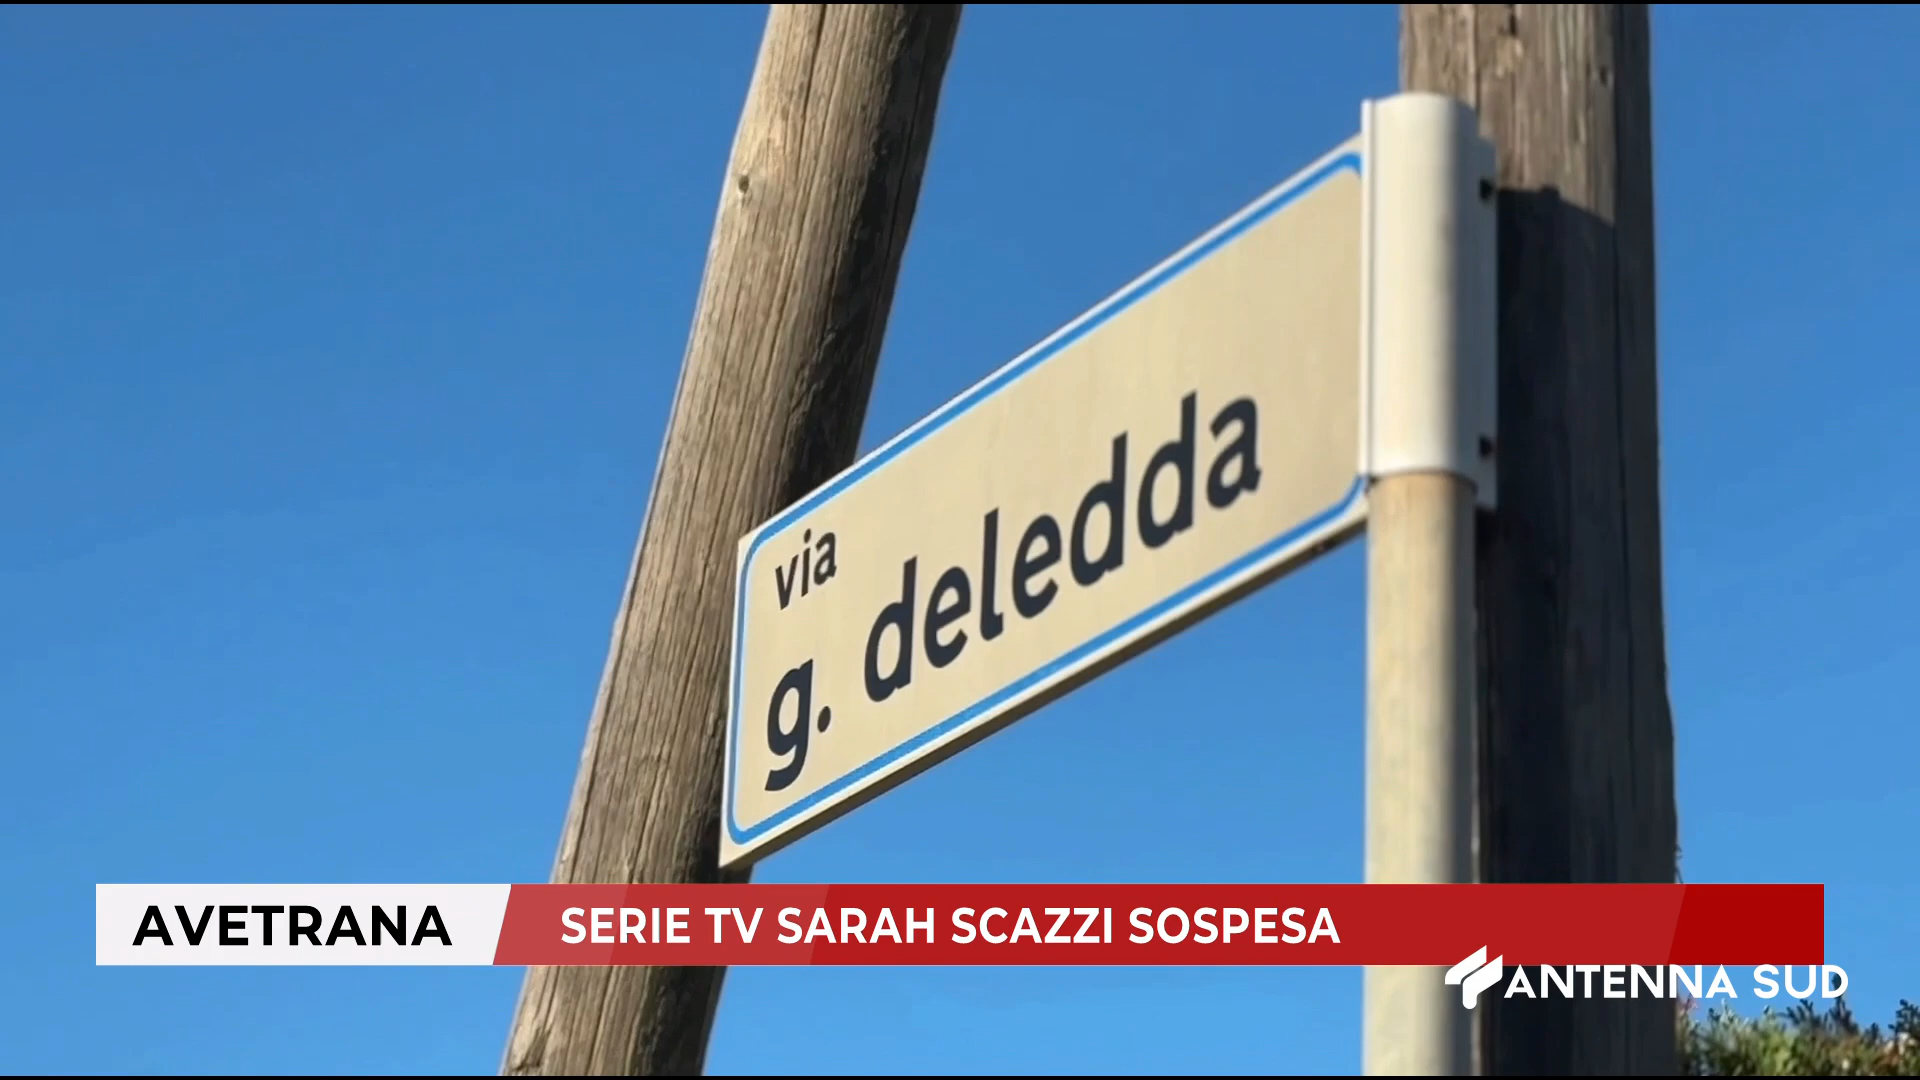 via
g. deledda
AVETRANA
SERIE TV SARAH SCAZZI SOSPESA
ANTENNA SUD